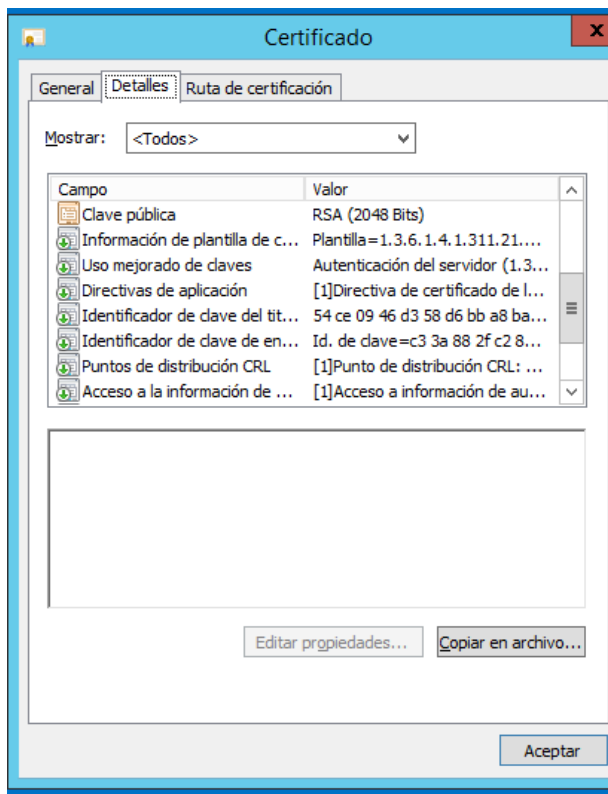 Certificado
x
General Detalles Ruta de certificación
Mostrar: <Todos>
Campo Valor
Clave pública RSA (2048 Bits)
Información de plantilla de c... Plantilla=1.3.6.1.4.1.311.21....
Uso mejorado de claves Autenticación del servidor (1.3...
Directivas de aplicación [1]Directiva de certificado de l...
Identificador de clave del tit... 54 ce 09 46 d3 58 d6 bb a8 ba...
Identificador de clave de en... Id. de clave=c3 3a 88 2f c2 8...
Puntos de distribución CRL [1]Punto de distribución CRL: ...
Acceso a la información de ... [1]Acceso a información de au...
Editar propiedades... Copiar en archivo...
Aceptar